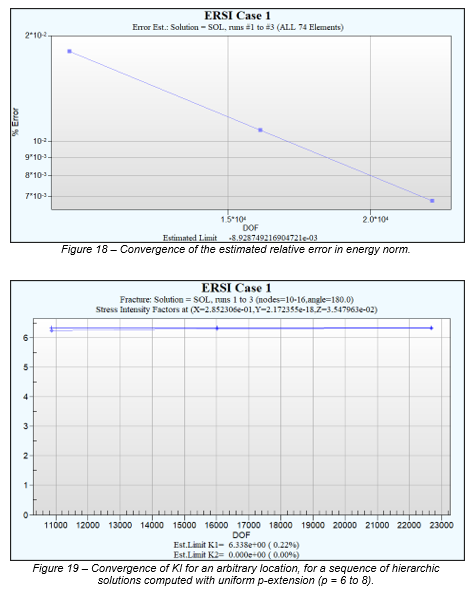 ERSI Case 1
Error Est.: Solution = SOL, runs #1 to #3 (ALL 74 Elements)
2*10-²
% Error
10-²
9*10-³
8*10-³
7*10-³
1.5*10⁴ 2.0*10⁴
DOF
Estimated Limit -8.928749216904721e-03
Figure 18 – Convergence of the estimated relative error in energy norm.
ERSI Case 1
Fracture: Solution = SOL, runs 1 to 3 (nodes=10-16,angle=180.0)
Stress Intensity Factors at (X=2.852306e-01,Y=2.172355e-18,Z=3.547963e-02)
6
5
4
3
2
1
0
11000 12000 13000 14000 15000 16000 17000 18000 19000 20000 21000 22000 23000
DOF
Est.Limit K1= 6.338e+00 ( 0.22%)
Est.Limit K2= 0.000e+00 ( 0.00%)
Figure 19 – Convergence of KI for an arbitrary location, for a sequence of hierarchic
solutions computed with uniform p-extension (p = 6 to 8).